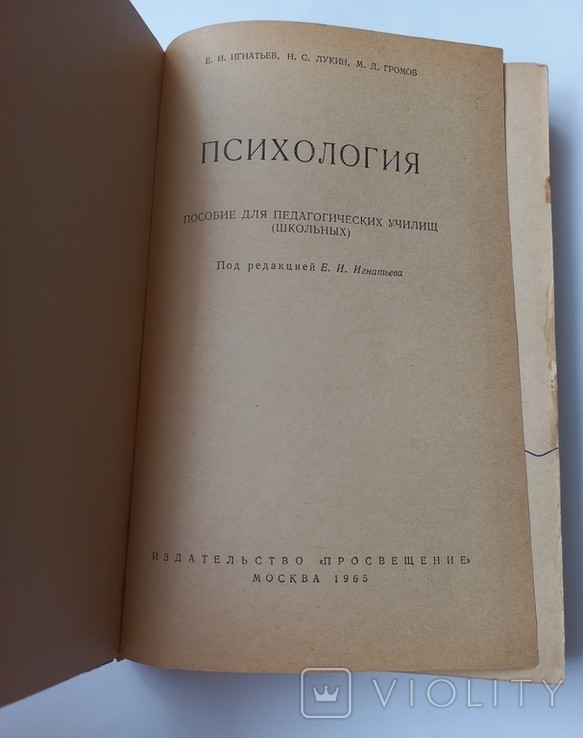 Е. И. ИГНАТЬЕВ, Н. С. ЛУКИН, М. Д. ГРОМОВ
ПСИХОЛОГИЯ
ПОСОБИЕ ДЛЯ ПЕДАГОГИЧЕСКИХ УЧИЛИЩ
(ШКОЛЬНЫХ)
Под редакцией Е. И. Игнатьева
ИЗДАТЕЛЬСТВО «ПРОСВЕЩЕНИЕ»
МОСКВА 1965
VIOLITY